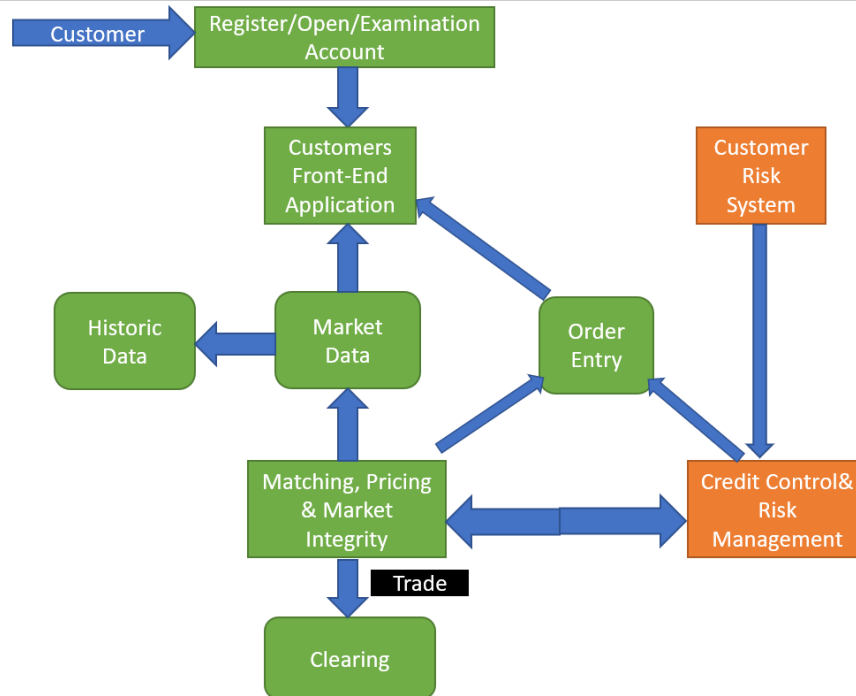 Customer
Register/Open/Examination
Account
Customers
Front-End
Application
Customer
Risk
System
Historic
Data
Market
Data
Order
Entry
Matching, Pricing
& Market
Integrity
Credit Control&
Risk
Management
Trade
Clearing